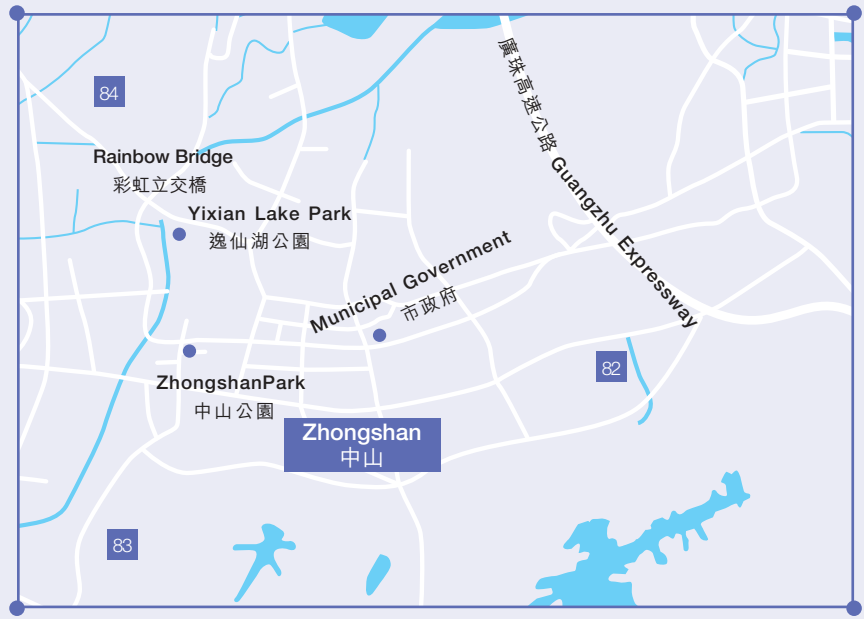 84
廣珠高速公路 Guangzhu Expressway
Rainbow Bridge
彩虹立交橋
Yixian Lake Park
逸仙湖公園
Municipal Government
市政府
82
ZhongshanPark
中山公園
Zhongshan
中山
83